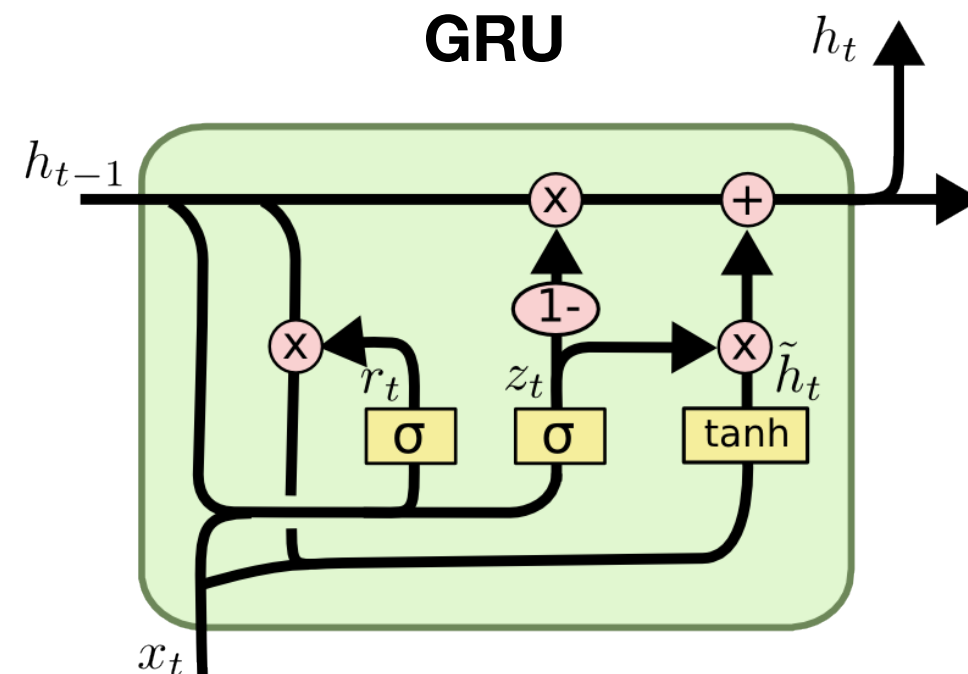 GRU
h_t
h_{t-1}
x
+
1-
x
x
r_t
z_t
h̃_t
σ
σ
tanh
x_t